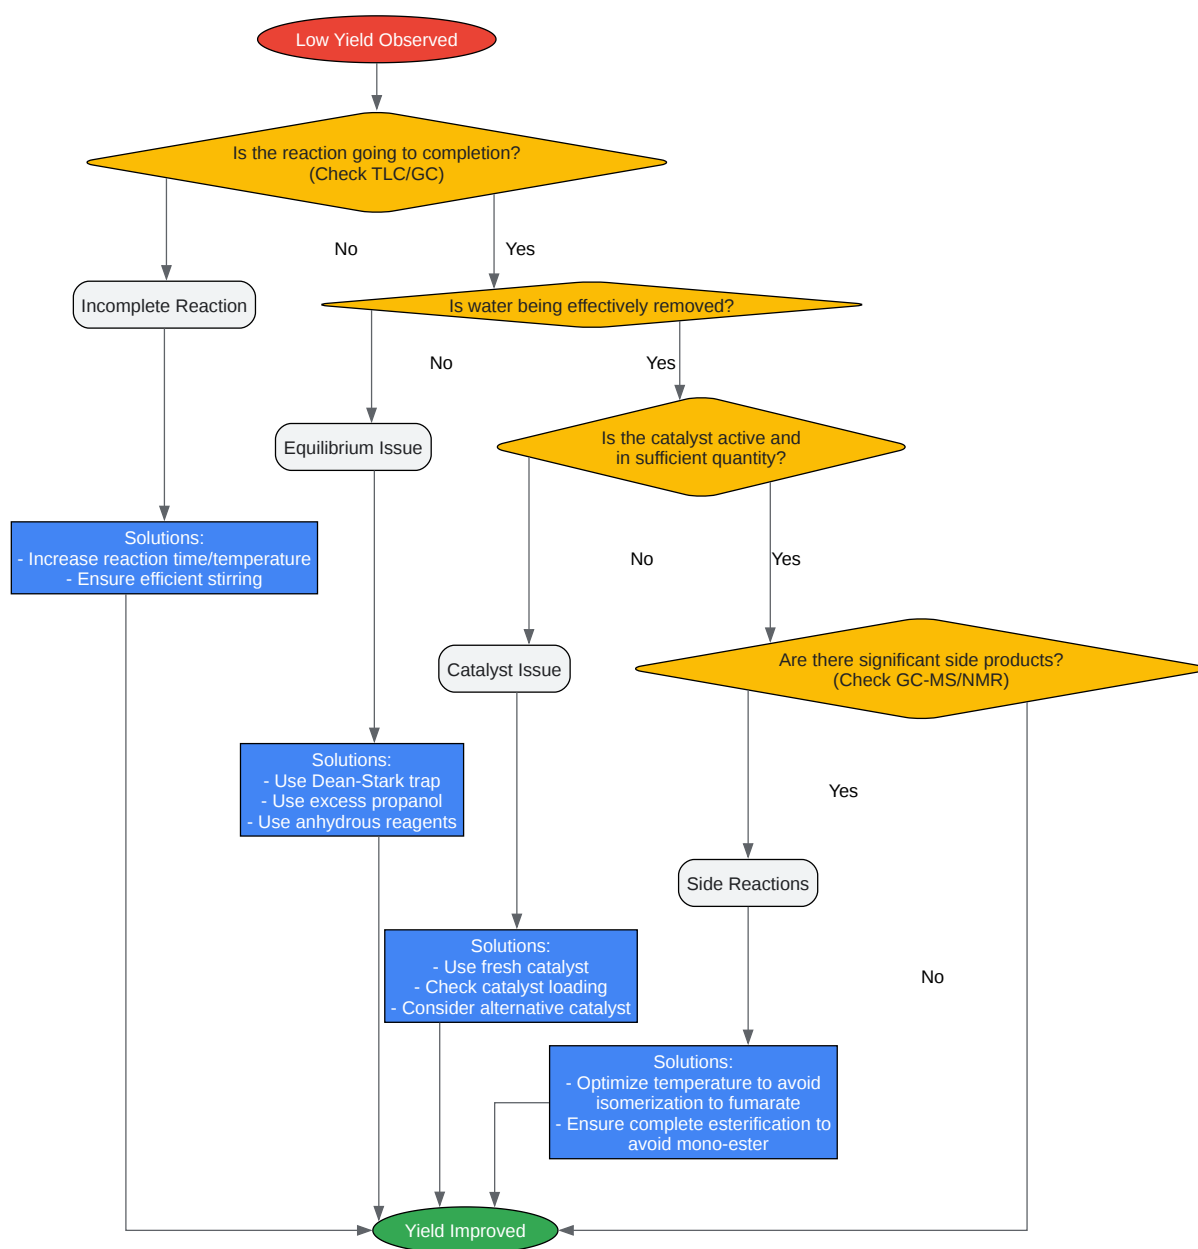 Low Yield Observed
Is the reaction going to completion?
(Check TLC/GC)
No
Yes
Incomplete Reaction
Is water being effectively removed?
No
Yes
Equilibrium Issue
Is the catalyst active and
in sufficient quantity?
Solutions:
- Increase reaction time/temperature
- Ensure efficient stirring
No
Yes
Catalyst Issue
Are there significant side products?
(Check GC-MS/NMR)
Solutions:
- Use Dean-Stark trap
- Use excess propanol
- Use anhydrous reagents
Yes
Side Reactions
Solutions:
- Use fresh catalyst
- Check catalyst loading
- Consider alternative catalyst
No
Solutions:
- Optimize temperature to avoid
isomerization to fumarate
- Ensure complete esterification to
avoid mono-ester
Yield Improved